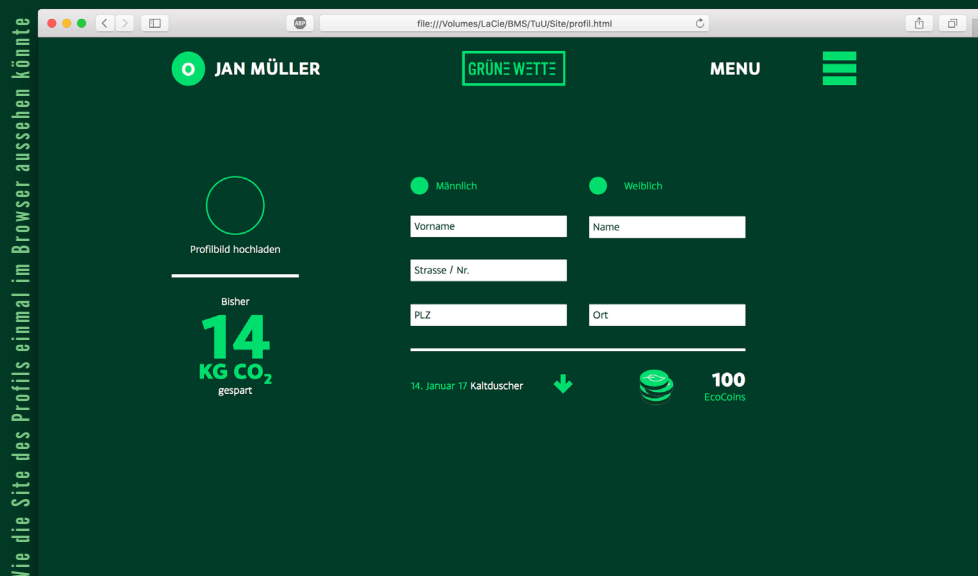 Wie die Site des Profils einmal im Browser aussehen könnte
ABP
file:///Volumes/LaCie/BMS/TuU/Site/profil.html
O JAN MÜLLER
GRÜNE WETTE
MENU
Männlich
Weiblich
Profilbild hochladen
Vorname
Name
Strasse / Nr.
PLZ
Ort
Bisher
14
KG CO₂
gespart
14. Januar 17 Kaltduscher
100
EcoCoins